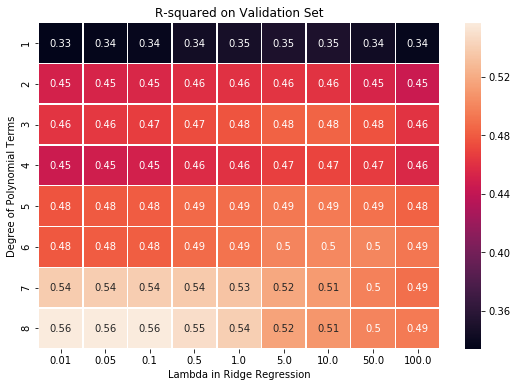 R-squared on Validation Set
1 0.33 0.34 0.34 0.34 0.35 0.35 0.35 0.34 0.34
2 0.45 0.45 0.45 0.46 0.46 0.46 0.46 0.45 0.45
3 0.46 0.46 0.47 0.47 0.48 0.48 0.48 0.48 0.46
4 0.45 0.45 0.45 0.46 0.46 0.47 0.47 0.47 0.46
5 0.48 0.48 0.48 0.49 0.49 0.49 0.49 0.49 0.48
6 0.48 0.48 0.48 0.49 0.49 0.5 0.5 0.5 0.49
7 0.54 0.54 0.54 0.54 0.53 0.52 0.51 0.5 0.49
8 0.56 0.56 0.56 0.55 0.54 0.52 0.51 0.5 0.49
0.01 0.05 0.1 0.5 1.0 5.0 10.0 50.0 100.0
Lambda in Ridge Regression
Degree of Polynomial Terms
0.52
0.48
0.44
0.40
0.36